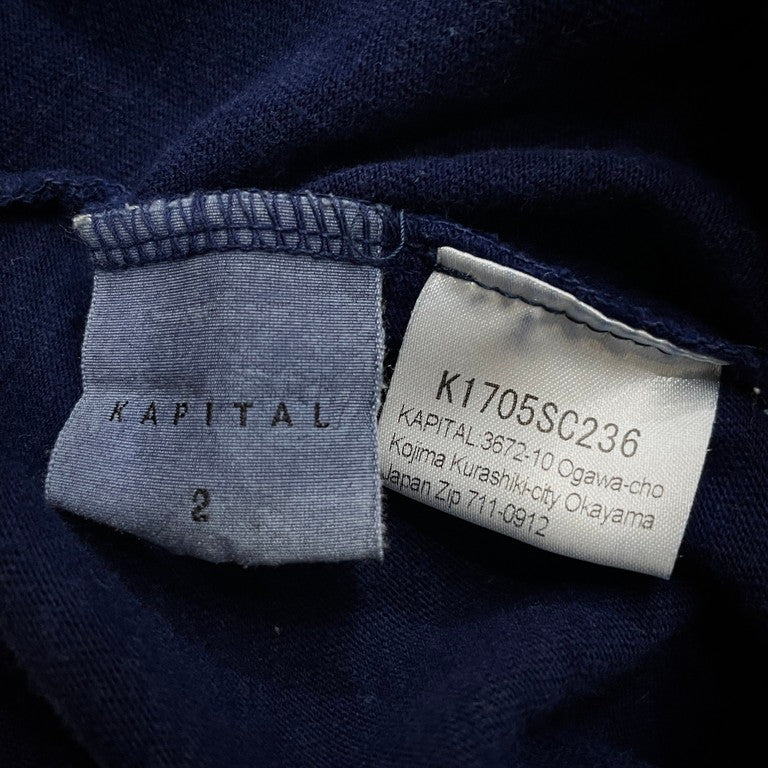 KAPITAL
2
K1705SC236
KAPITAL.3672-10 Ogawa-cho
Kojima Kurashiki-city Okayama
Japan Zip 711-0912